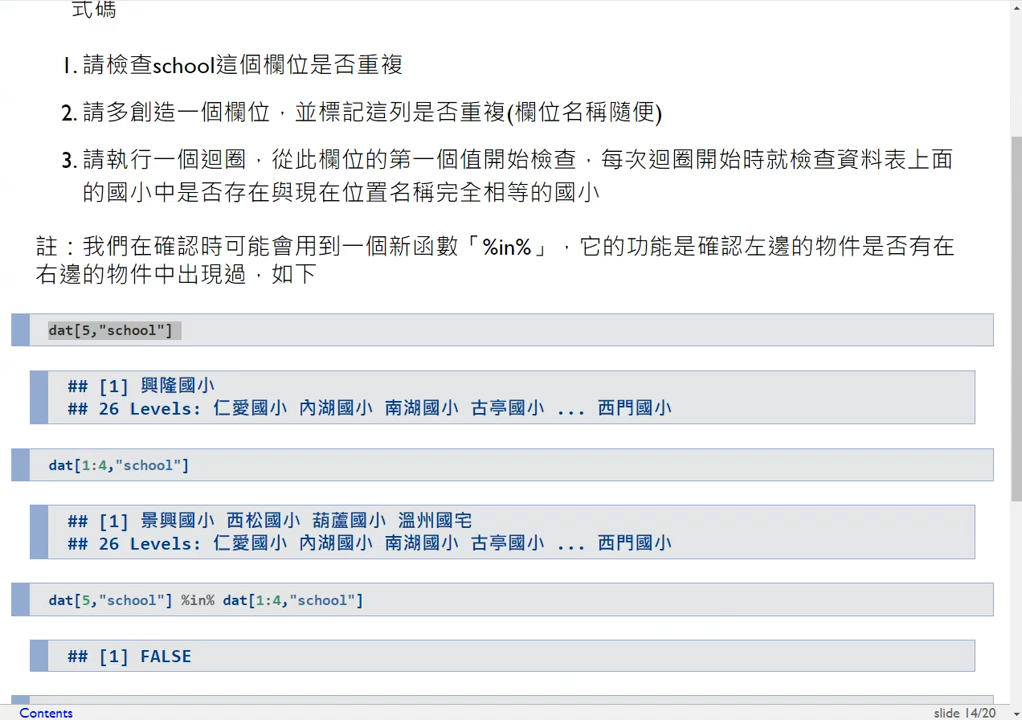 式碼
1. 請檢查school這個欄位是否重複
2. 請多創造一個欄位，並標記這列是否重複(欄位名稱隨便)
3. 請執行一個迴圈，從此欄位的第一個值開始檢查，每次迴圈開始時就檢查資料表上面
的國小中是否存在與現在位置名稱完全相等的國小
註：我們在確認時可能會用到一個新函數「%in%」，它的功能是確認左邊的物件是否有在
右邊的物件中出現過，如下
dat[5,"school"]
## [1] 興隆國小
## 26 Levels: 仁愛國小 內湖國小 南湖國小 古亭國小 ... 西門國小
dat[1:4,"school"]
## [1] 景興國小 西松國小 葫蘆國小 溫州國宅
## 26 Levels: 仁愛國小 內湖國小 南湖國小 古亭國小 ... 西門國小
dat[5,"school"] %in% dat[1:4,"school"]
## [1] FALSE
Contents
slide 14/20